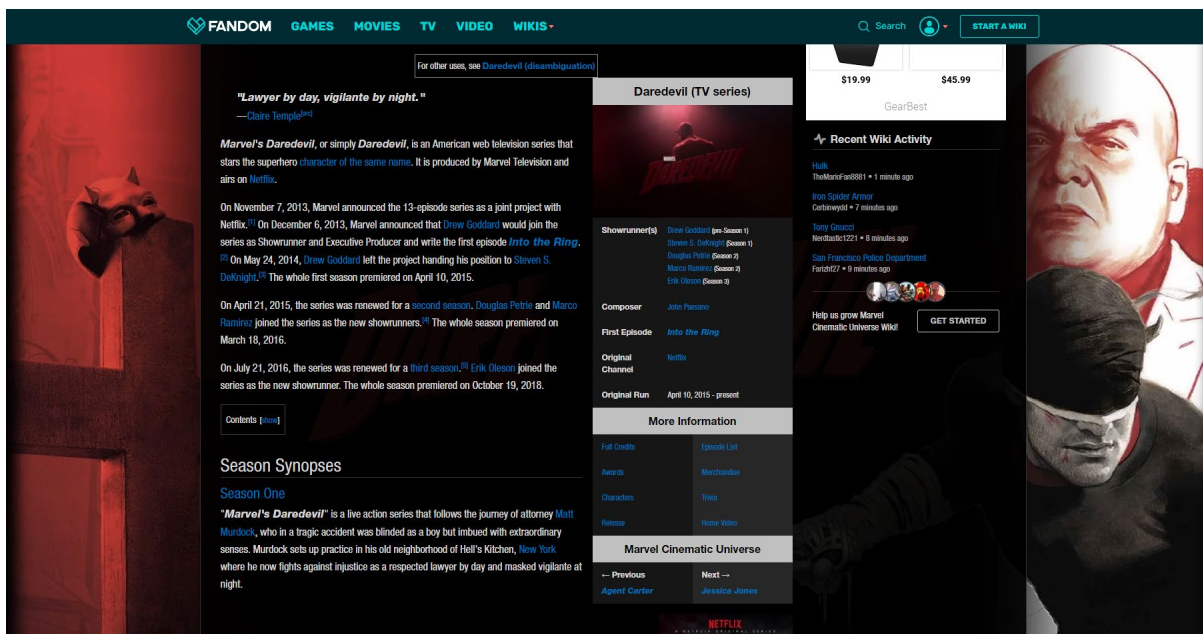 FANDOM GAMES MOVIES TV VIDEO WIKIS Search START A WIKI
For other uses, see Daredevil (disambiguation)
"Lawyer by day, vigilante by night."
—Claire Temple[src]
Marvel's Daredevil, or simply Daredevil, is an American web television series that
stars the superhero character of the same name. It is produced by Marvel Television and
airs on Netflix.
On November 7, 2013, Marvel announced the 13-episode series as a joint project with
Netflix.[1] On December 6, 2013, Marvel announced that Drew Goddard would join the
series as Showrunner and Executive Producer and write the first episode Into the Ring.
[2] On May 24, 2014, Drew Goddard left the project handing his position to Steven S.
DeKnight.[3] The whole first season premiered on April 10, 2015.
On April 21, 2015, the series was renewed for a second season. Douglas Petrie and Marco
Ramirez joined the series as the new showrunners.[4] The whole season premiered on
March 18, 2016.
On July 21, 2016, the series was renewed for a third season.[5] Erik Oleson joined the
series as the new showrunner. The whole season premiered on October 19, 2018.
Contents [show]
Season Synopses
Season One
"Marvel's Daredevil" is a live action series that follows the journey of attorney Matt
Murdock, who in a tragic accident was blinded as a boy but imbued with extraordinary
senses. Murdock sets up practice in his old neighborhood of Hell's Kitchen, New York
where he now fights against injustice as a respected lawyer by day and masked vigilante at
night.
Daredevil (TV series)
MARVEL
DAREDEVIL
Showrunner(s) Drew Goddard (pre-Season 1)
Steven S. DeKnight (Season 1)
Douglas Petrie (Season 2)
Marco Ramirez (Season 2)
Erik Oleson (Season 3)
Composer John Paesano
First Episode Into the Ring
Original Netflix
Channel
Original Run April 10, 2015 - present
More Information
Full Credits Episode List
Awards Merchandise
Characters Trivia
Release Home Video
Marvel Cinematic Universe
← Previous Next →
Agent Carter Jessica Jones
NETFLIX
A NETFLIX ORIGINAL SERIES
$19.99 $45.99
GearBest
Recent Wiki Activity
Hulk
TheMarioFan8881 • 1 minute ago
Iron Spider Armor
Cerbinwydd • 7 minutes ago
Tony Gnucci
Nerdtastic1221 • 8 minutes ago
San Francisco Police Department
Farizhf27 • 9 minutes ago
Help us grow Marvel
Cinematic Universe Wiki!
GET STARTED
DAREDEVIL